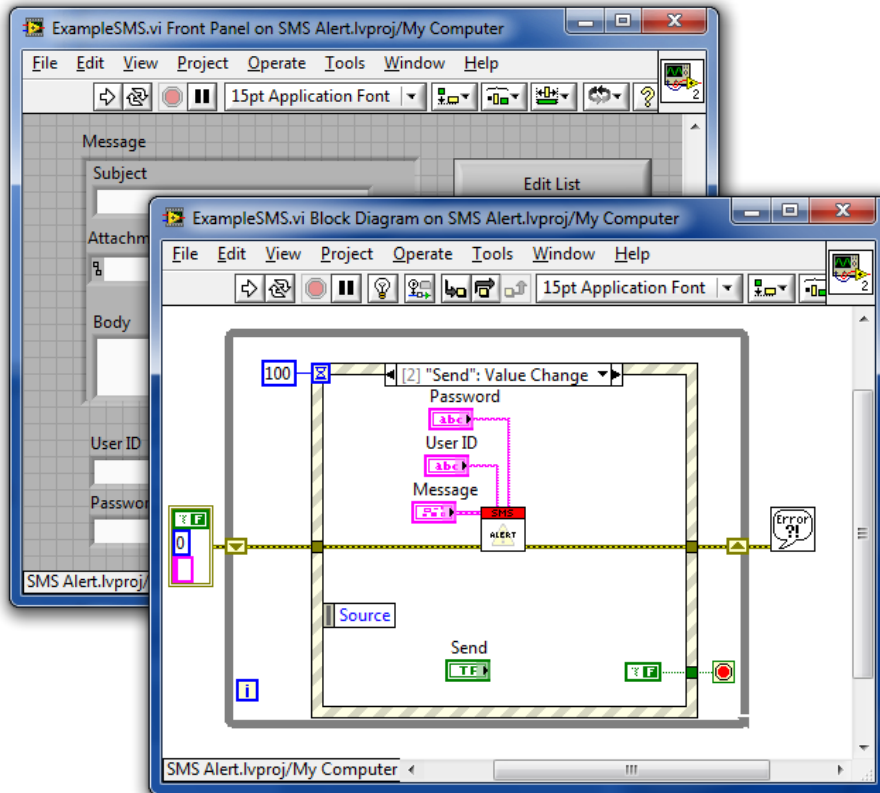 ExampleSMS.vi Front Panel on SMS Alert.lvproj/My Computer
File Edit View Project Operate Tools Window Help
15pt Application Font
2
Message
Subject
Edit List
Attachm
Body
User ID
Passwor
SMS Alert.lvproj/
ExampleSMS.vi Block Diagram on SMS Alert.lvproj/My Computer
File Edit View Project Operate Tools Window Help
15pt Application Font
2
100
[2] "Send": Value Change
Password
abc
User ID
abc
Message
SMS
ALERT
Error
?!
F
0
Source
Send
TF
F
i
SMS Alert.lvproj/My Computer